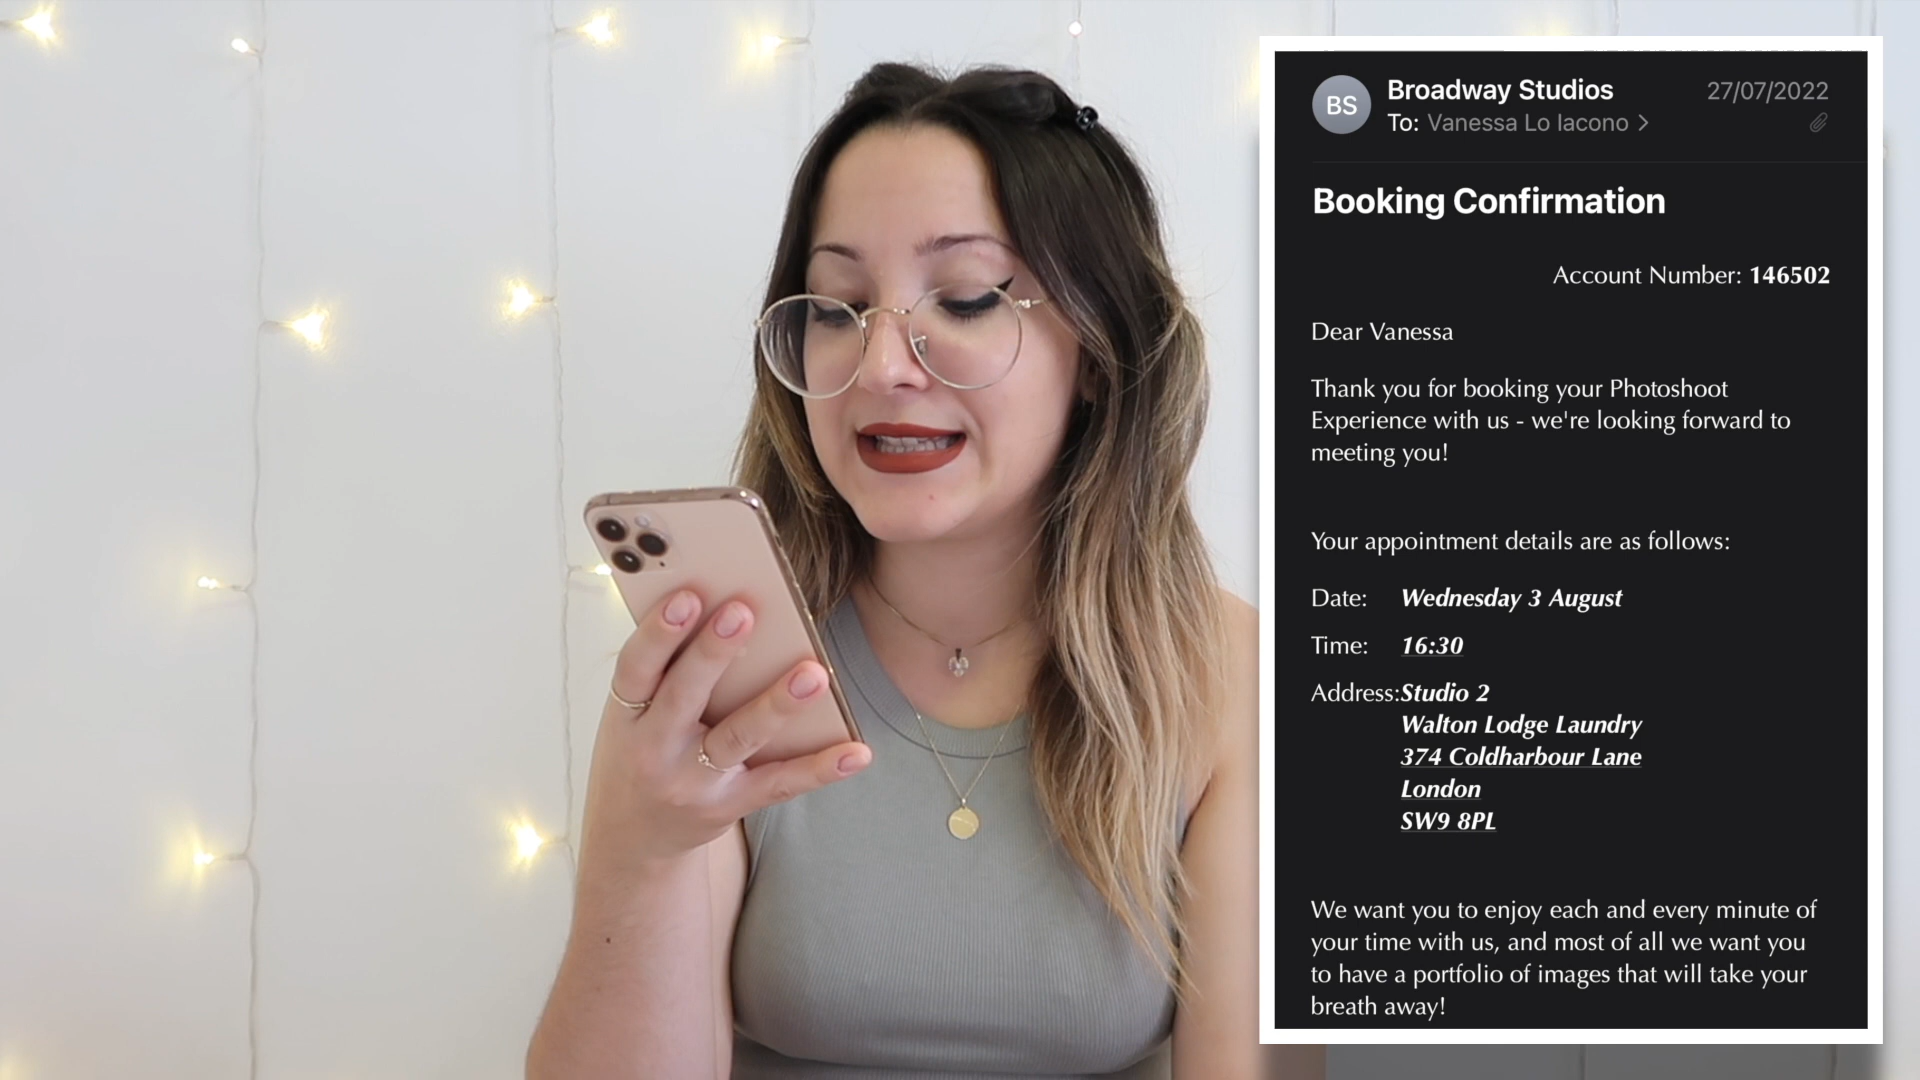 BS
Broadway Studios
27/07/2022
To: Vanessa Lo Iacono >
Booking Confirmation
Account Number: 146502
Dear Vanessa
Thank you for booking your Photoshoot
Experience with us - we're looking forward to
meeting you!
Your appointment details are as follows:
Date: Wednesday 3 August
Time: 16:30
Address:Studio 2
Walton Lodge Laundry
374 Coldharbour Lane
London
SW9 8PL
We want you to enjoy each and every minute of
your time with us, and most of all we want you
to have a portfolio of images that will take your
breath away!